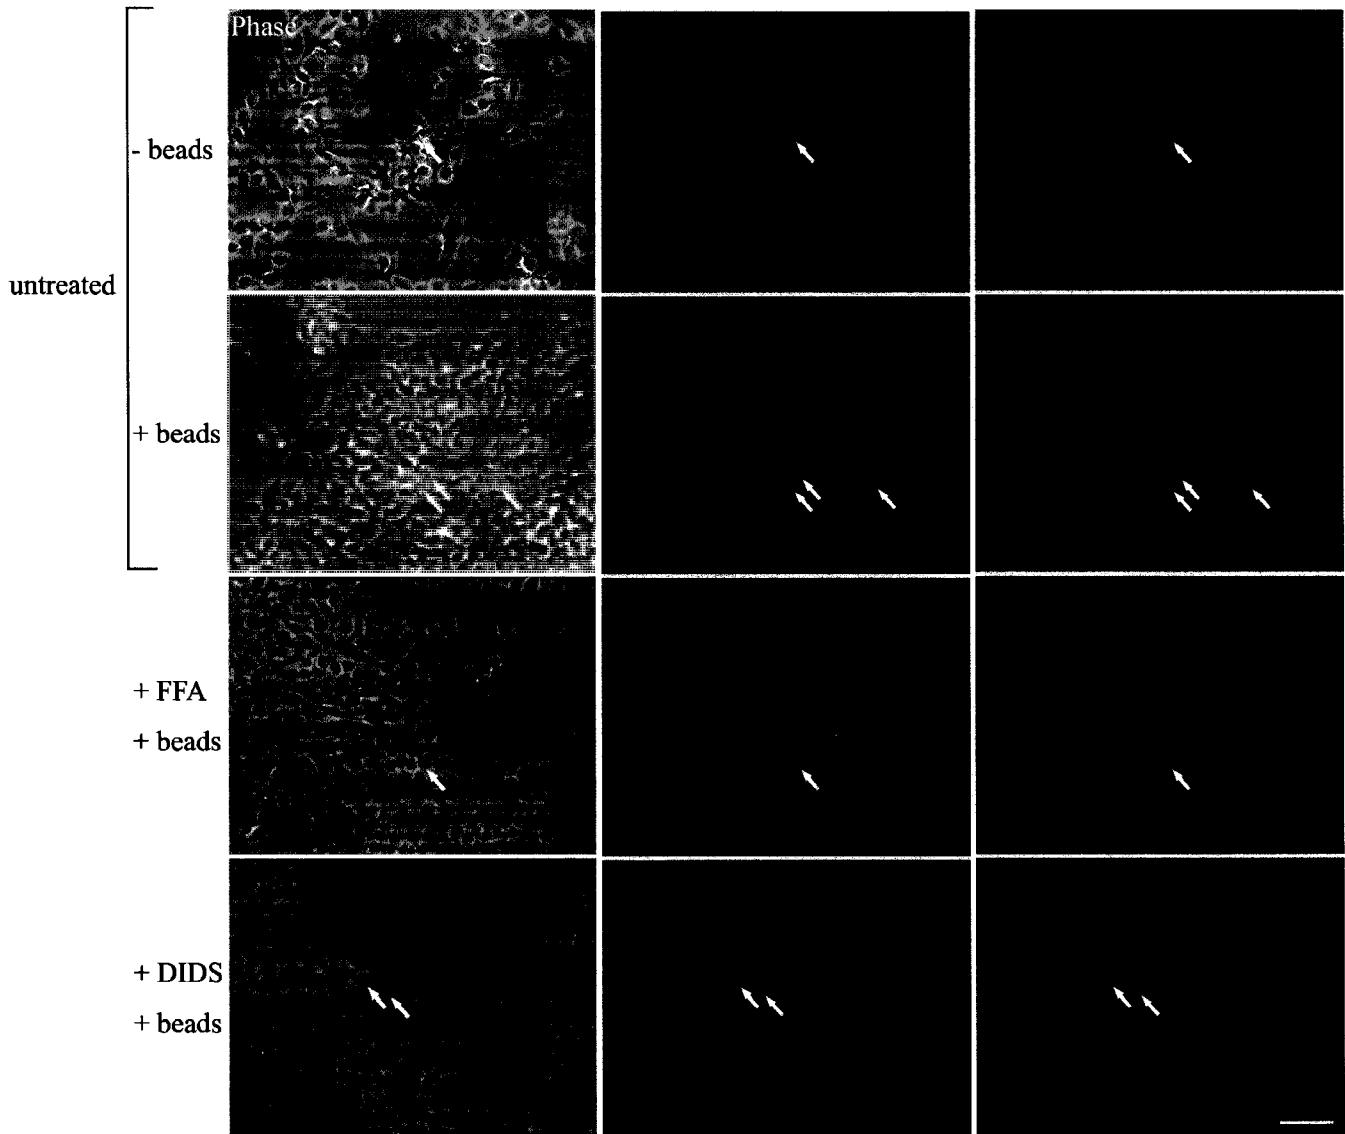 Phase
- beads
untreated
+ beads
+ FFA
+ beads
+ DIDS
+ beads